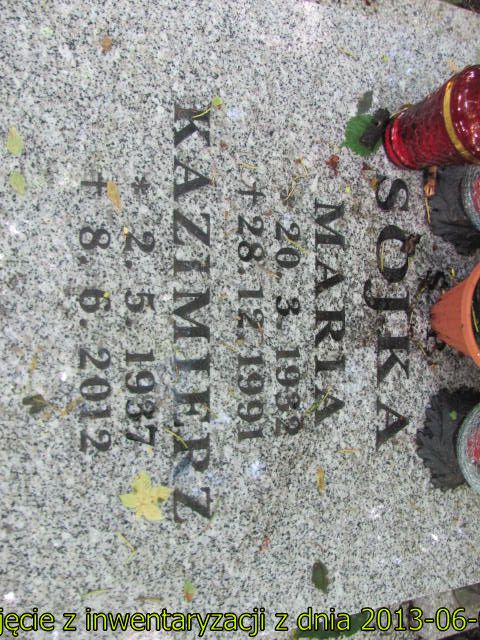 SÓJKA
MARIA
20. 3. 1932
† 28. 12. 1991
KAZIMIERZ
* 2. 5. 1937
† 8. 6. 2012
jęcie z inwentaryzacji z dnia 2013-06-